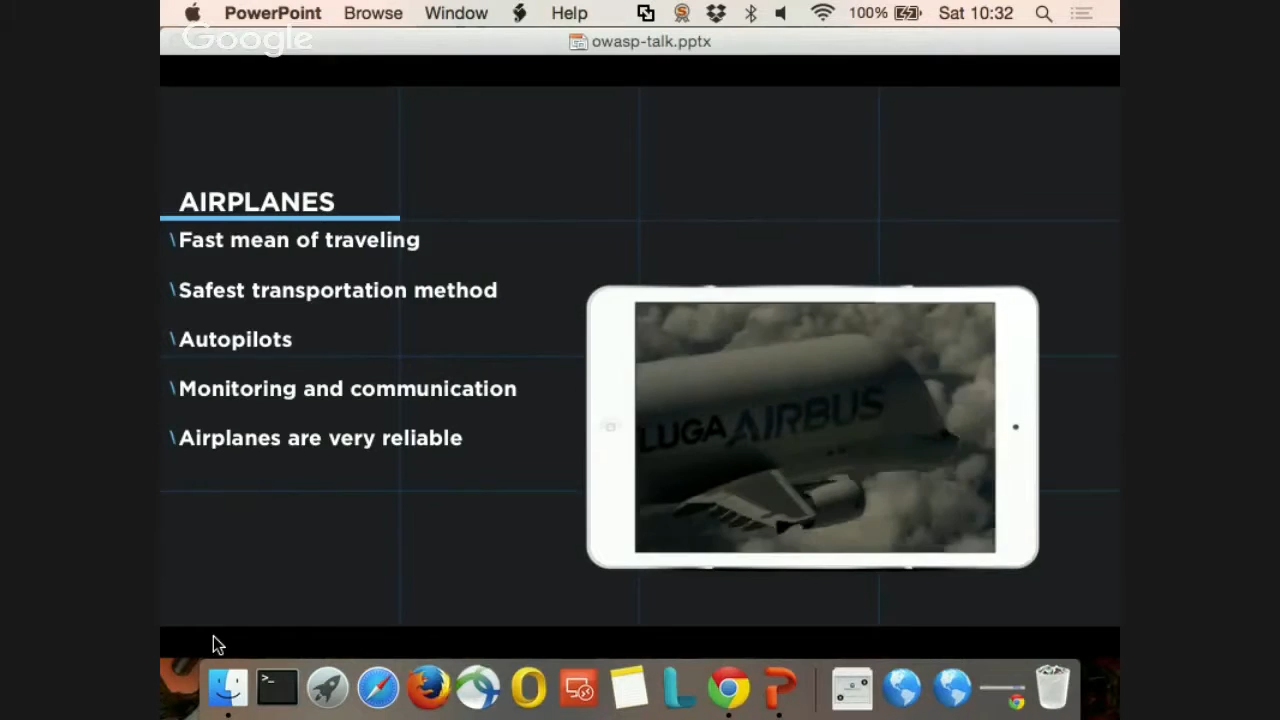 PowerPoint Browse Window Help 100% Sat 10:32
Google
owasp-talk.pptx
AIRPLANES
\Fast mean of traveling
\Safest transportation method
\Autopilots
\Monitoring and communication
\Airplanes are very reliable
LUGA AIRBUS